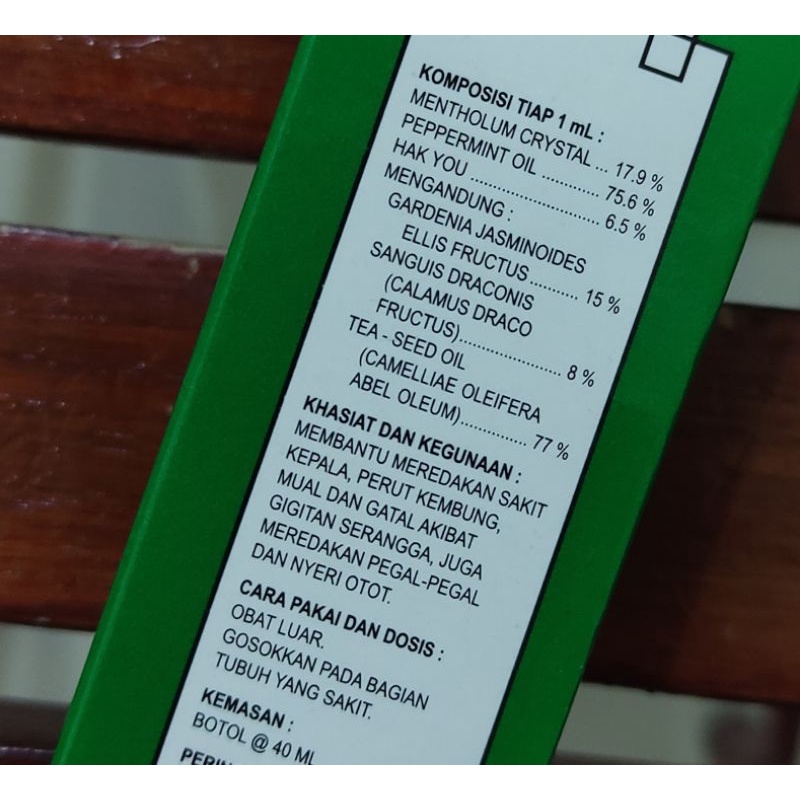 KOMPOSISI TIAP 1 mL :
MENTHOLUM CRYSTAL... 17.9 %
PEPPERMINT OIL ............ 75.6 %
HAK YOU ........................... 6.5 %
MENGANDUNG :
GARDENIA JASMINOIDES
ELLIS FRUCTUS.......... 15 %
SANGUIS DRACONIS
(CALAMUS DRACO
FRUCTUS)..................... 8 %
TEA - SEED OIL
(CAMELLIAE OLEIFERA
ABEL OLEUM).............. 77 %
KHASIAT DAN KEGUNAAN :
MEMBANTU MEREDAKAN SAKIT
KEPALA, PERUT KEMBUNG,
MUAL DAN GATAL AKIBAT
GIGITAN SERANGGA, JUGA
MEREDAKAN PEGAL-PEGAL
DAN NYERI OTOT.
CARA PAKAI DAN DOSIS :
OBAT LUAR.
GOSOKKAN PADA BAGIAN
TUBUH YANG SAKIT.
KEMASAN :
BOTOL @ 40 ML